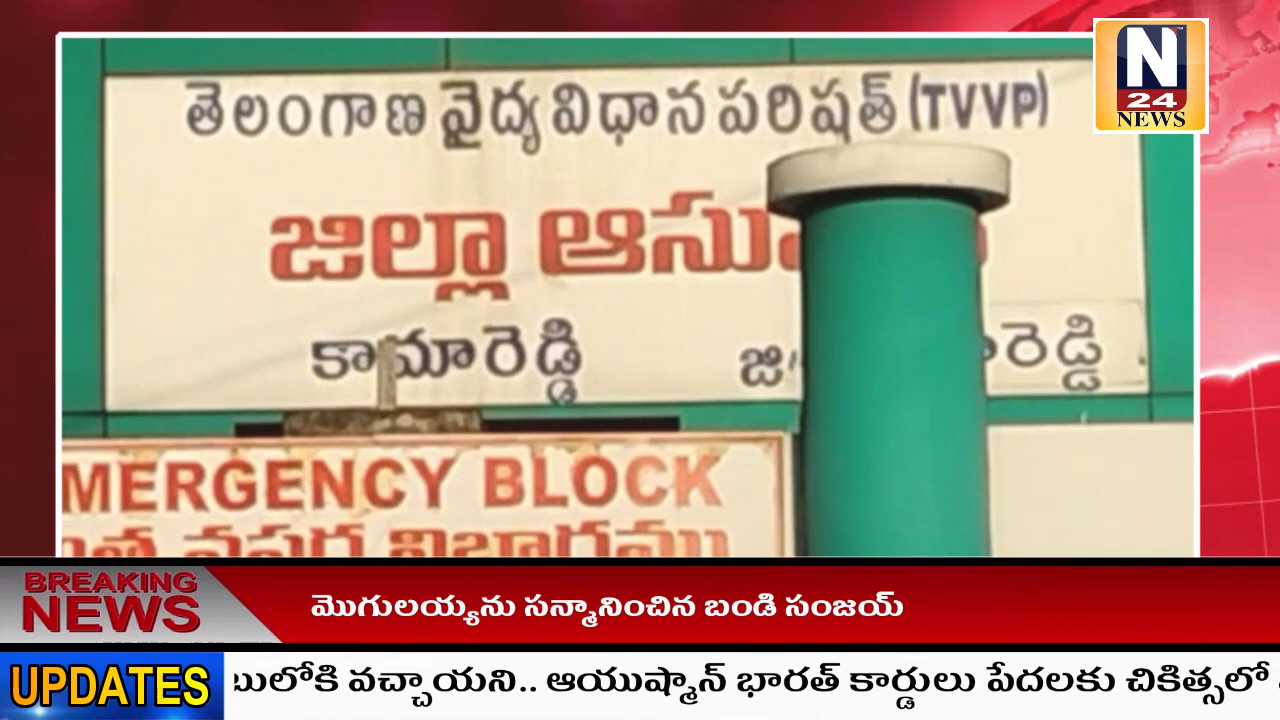 N
24
NEWS
తెలంగాణ వైద్య విధాన పరిషత్ (TVVP)
జిల్లా
కామారెడ్డి
MERGENCY BLOCK
విభాగము
BREAKING
NEWS
మొగులయ్యను సన్మానించిన బండి సంజయ్
UPDATES
వచ్చాయని.. ఆయుష్మాన్ భారత్ కార్డులు పేదలకు చికిత్సలో